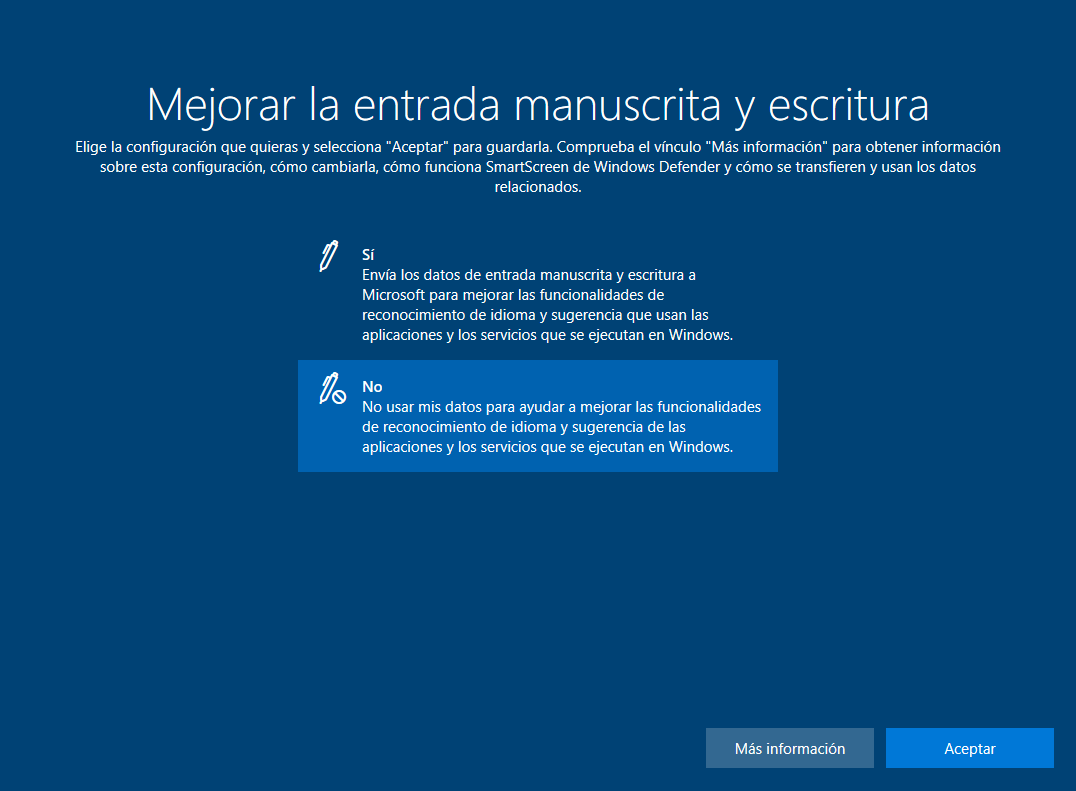 Mejorar la entrada manuscrita y escritura
Elige la configuración que quieras y selecciona "Aceptar" para guardarla. Comprueba el vínculo "Más información" para obtener información
sobre esta configuración, cómo cambiarla, cómo funciona SmartScreen de Windows Defender y cómo se transfieren y usan los datos
relacionados.
Sí
Envía los datos de entrada manuscrita y escritura a
Microsoft para mejorar las funcionalidades de
reconocimiento de idioma y sugerencia que usan las
aplicaciones y los servicios que se ejecutan en Windows.
No
No usar mis datos para ayudar a mejorar las funcionalidades
de reconocimiento de idioma y sugerencia de las
aplicaciones y los servicios que se ejecutan en Windows.
Más información
Aceptar